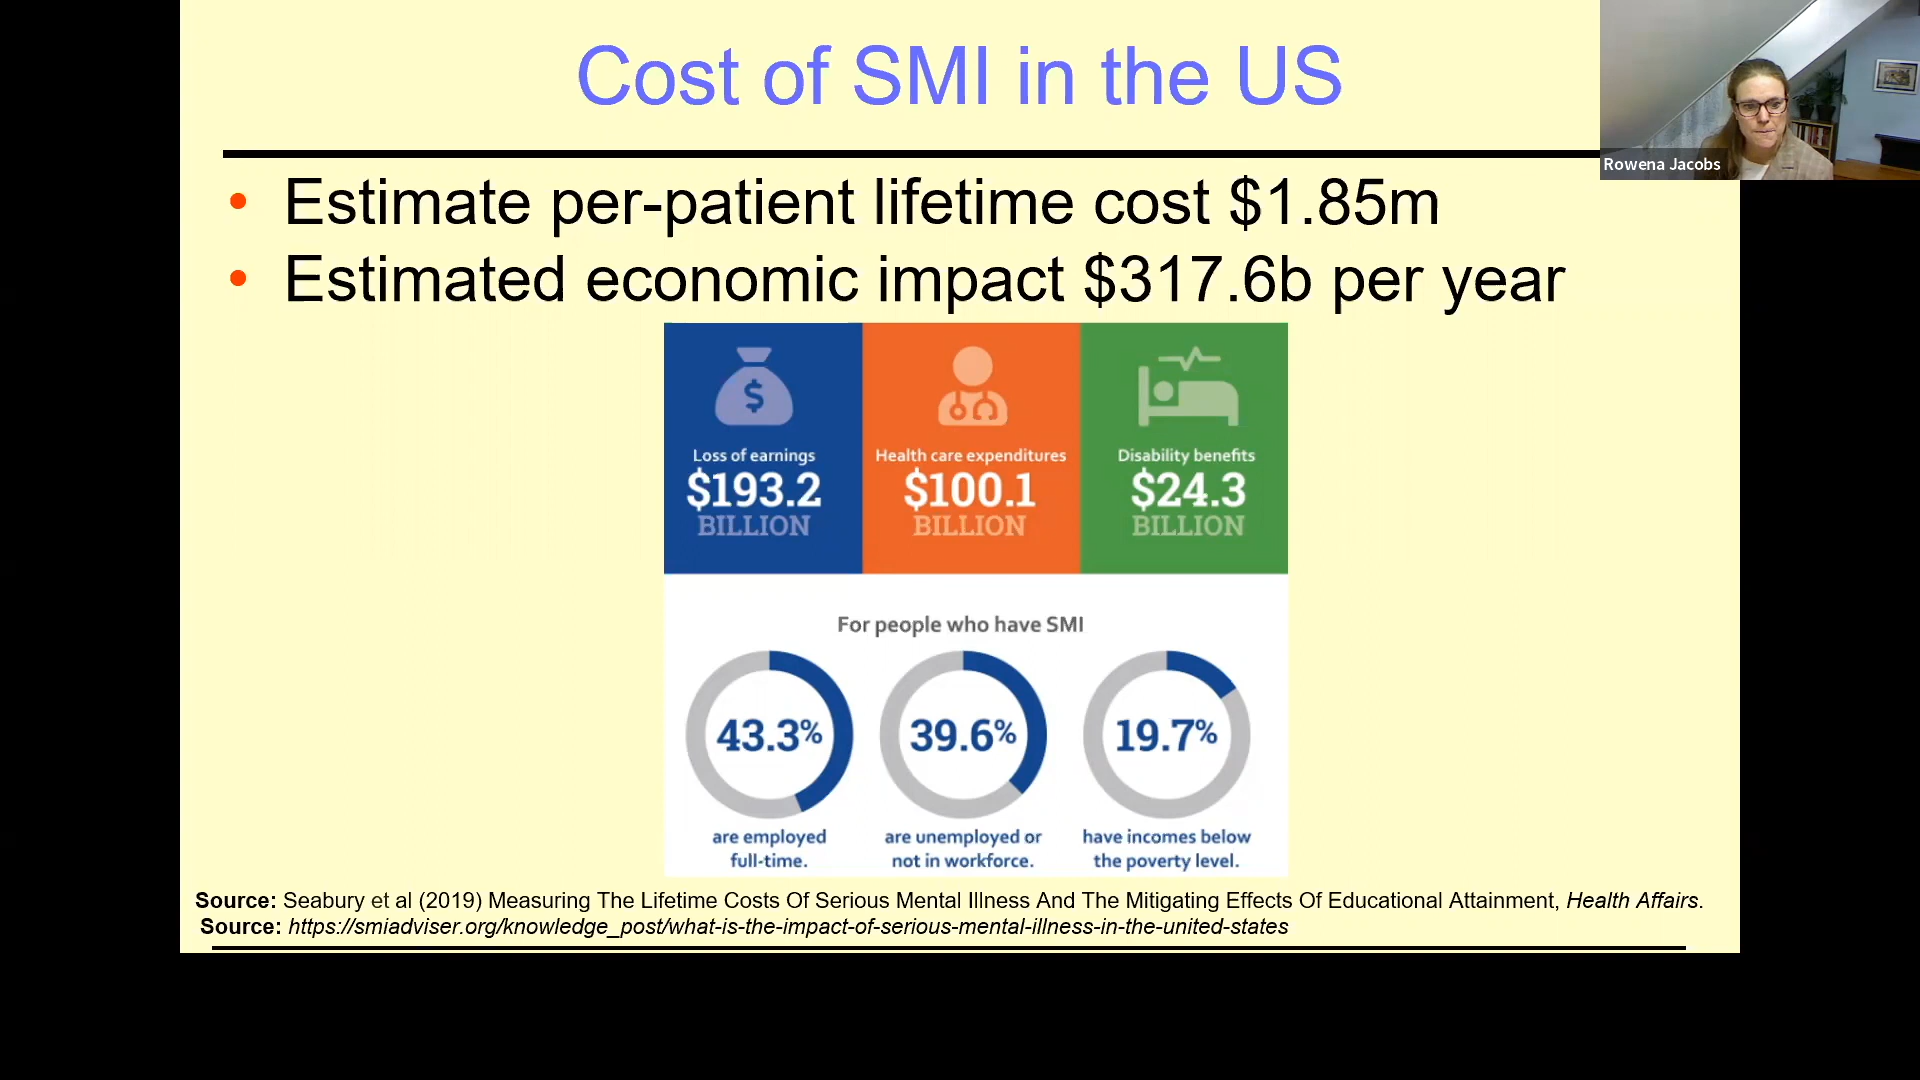 Cost of SMI in the US
Rowena Jacobs
• Estimate per-patient lifetime cost $1.85m
• Estimated economic impact $317.6b per year
$
Loss of earnings
$193.2
BILLION
Health care expenditures
$100.1
BILLION
Disability benefits
$24.3
BILLION
For people who have SMI
43.3%
are employed
full-time.
39.6%
are unemployed or
not in workforce.
19.7%
have incomes below
the poverty level.
Source: Seabury et al (2019) Measuring The Lifetime Costs Of Serious Mental Illness And The Mitigating Effects Of Educational Attainment, Health Affairs.
Source: https://smiadviser.org/knowledge_post/what-is-the-impact-of-serious-mental-illness-in-the-united-states